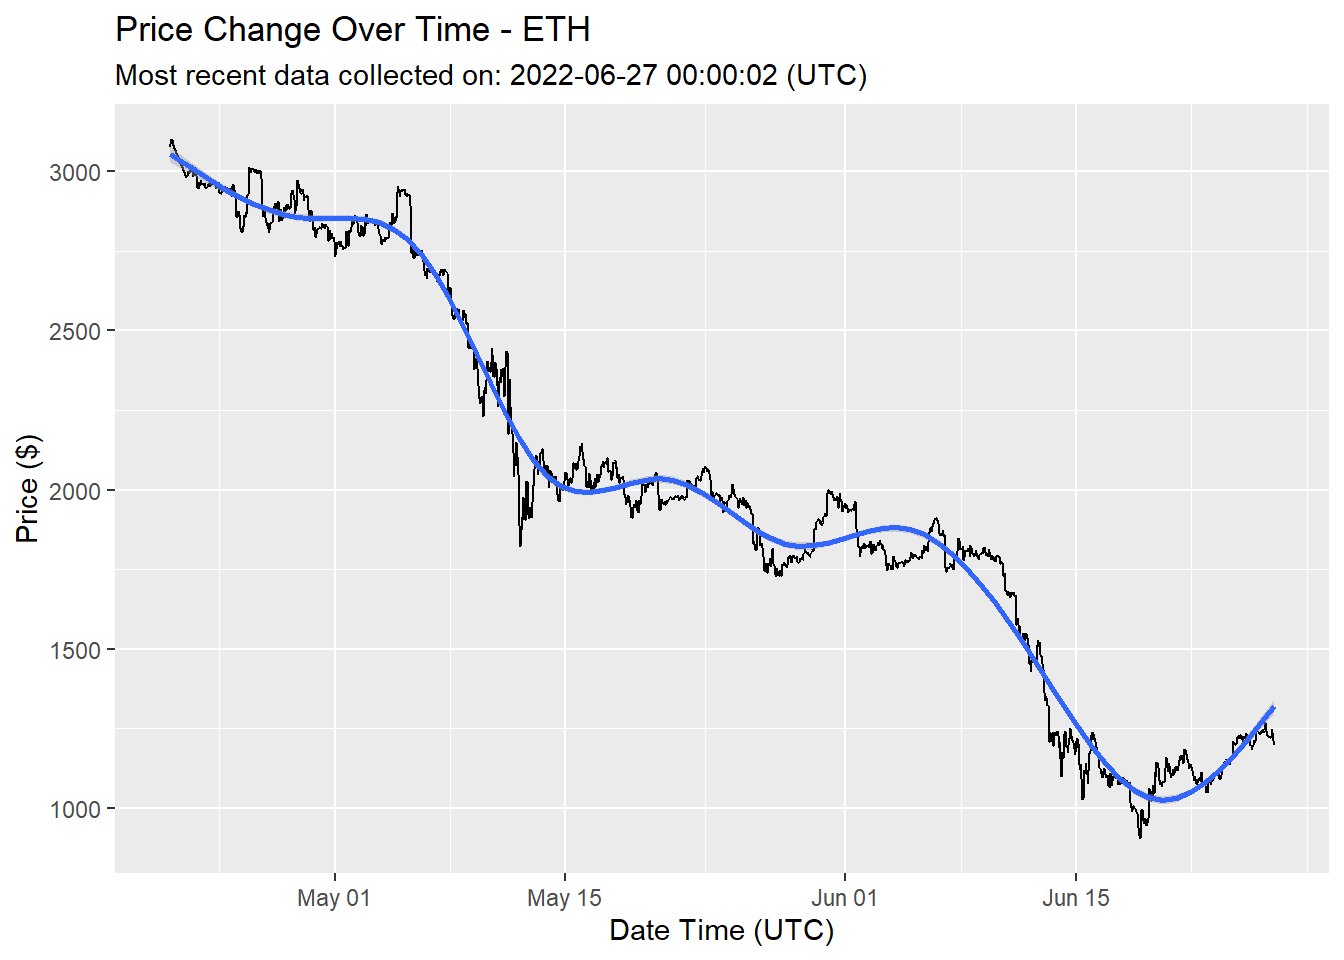 Price Change Over Time - ETH
Most recent data collected on: 2022-06-27 00:00:02 (UTC)
Price ($)
3000
2500
2000
1500
1000
May 01
May 15
Jun 01
Jun 15
Date Time (UTC)